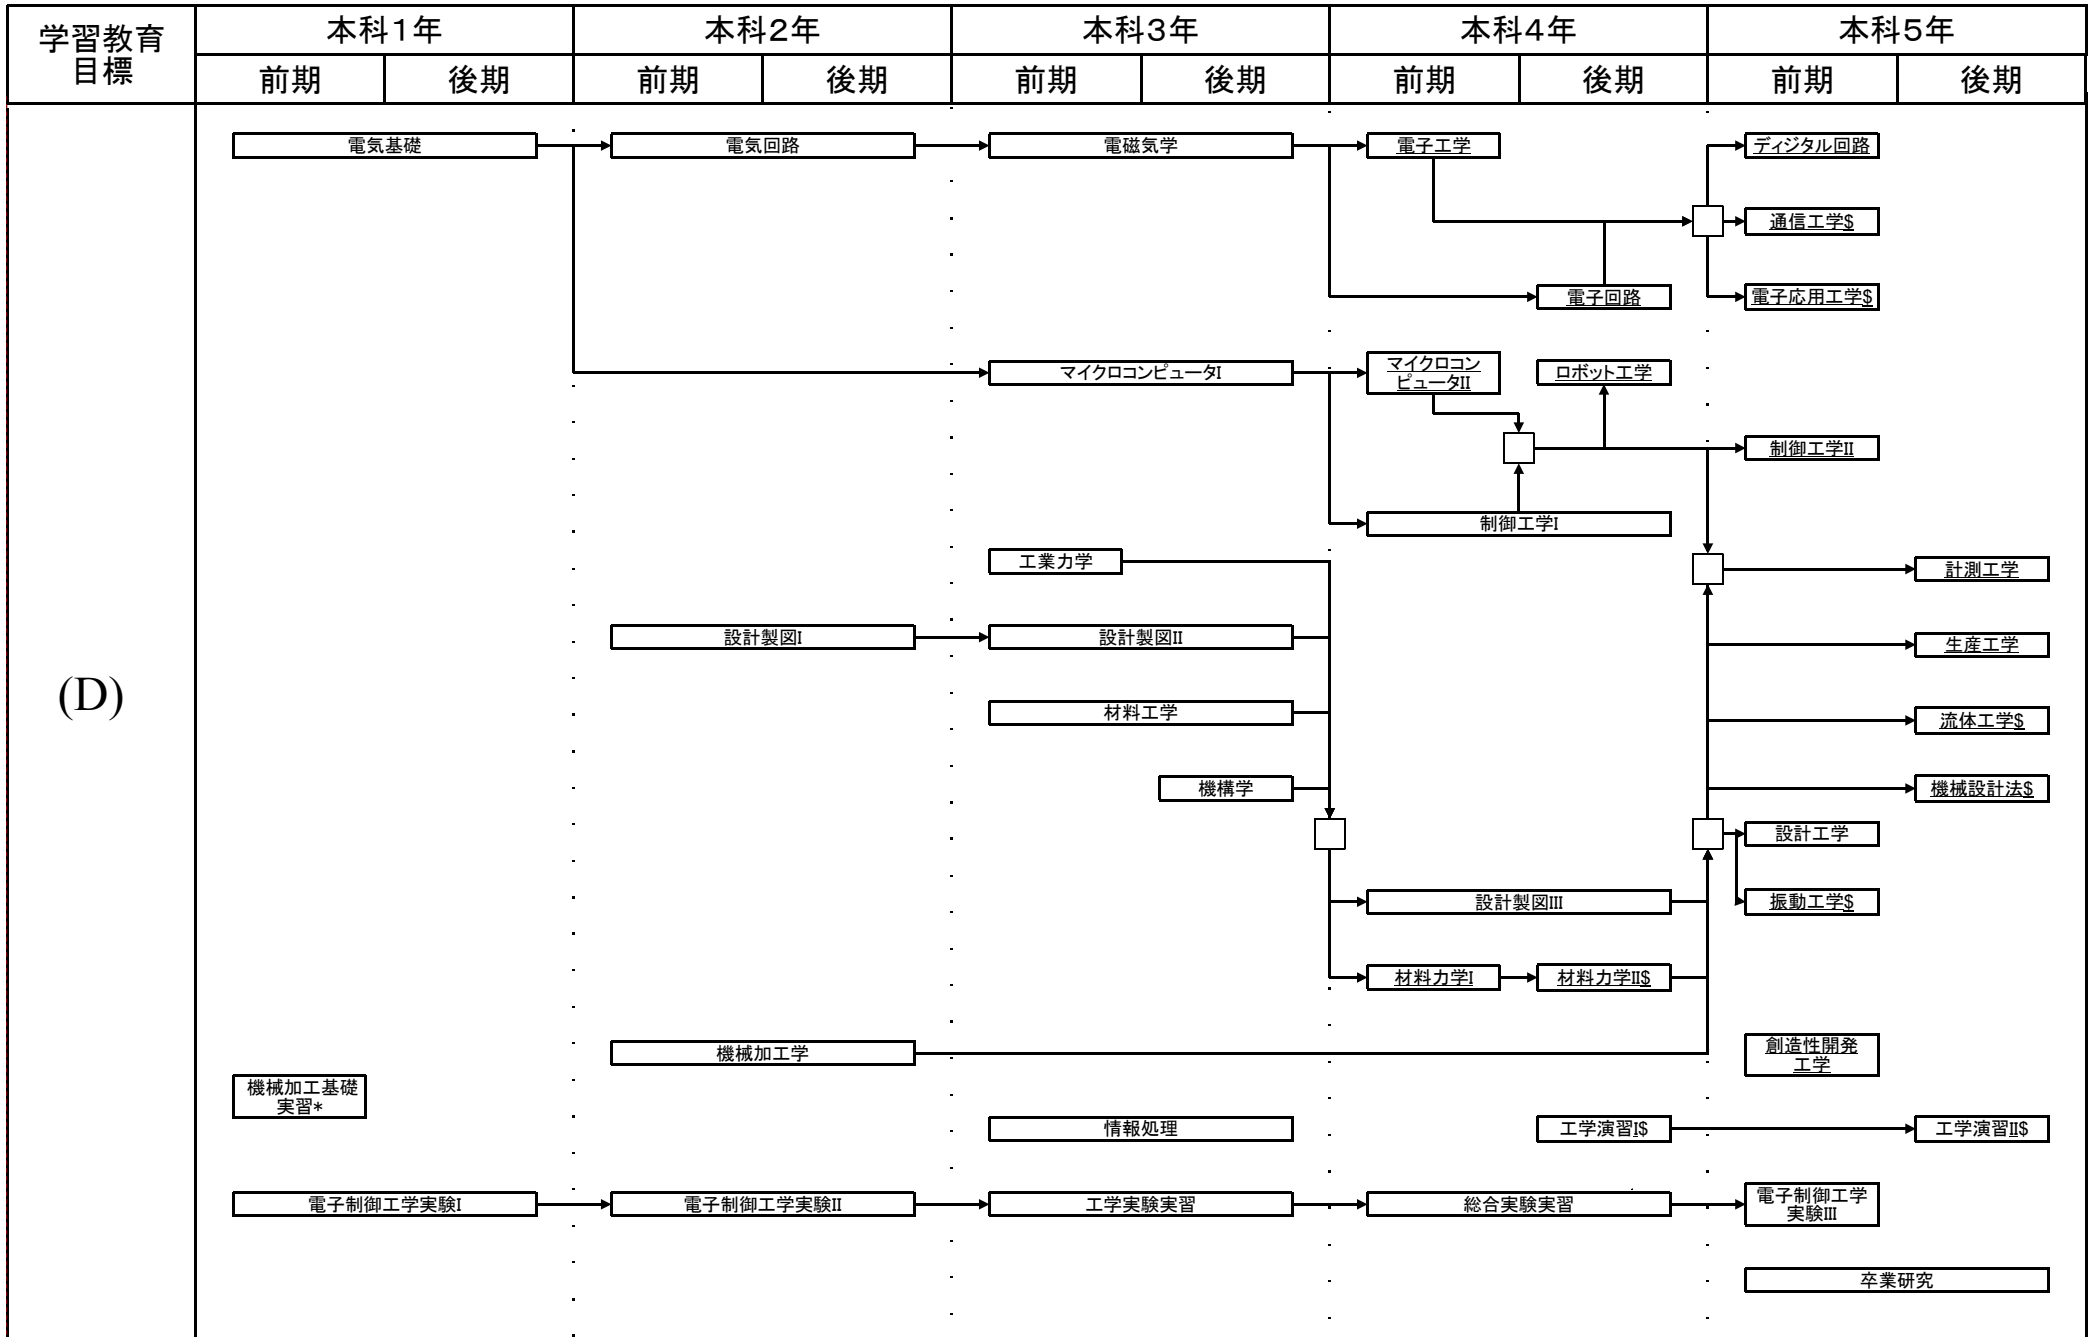 学習教育
目標
本科1年
本科2年
本科3年
本科4年
本科5年
前期
後期
前期
後期
前期
後期
前期
後期
前期
後期
(D)
電気基礎
電気回路
電磁気学
電子工学
ディジタル回路
通信工学$
電子回路
電子応用工学$
マイクロコンピュータI
マイクロコン
ピュータII
ロボット工学
制御工学II
制御工学I
工業力学
計測工学
設計製図I
設計製図II
生産工学
材料工学
流体工学$
機構学
機械設計法$
設計工学
設計製図III
振動工学$
材料力学I
材料力学II$
機械加工学
創造性開発
工学
機械加工基礎
実習*
情報処理
工学演習I$
工学演習II$
電子制御工学実験I
電子制御工学実験II
工学実験実習
総合実験実習
電子制御工学
実験III
卒業研究